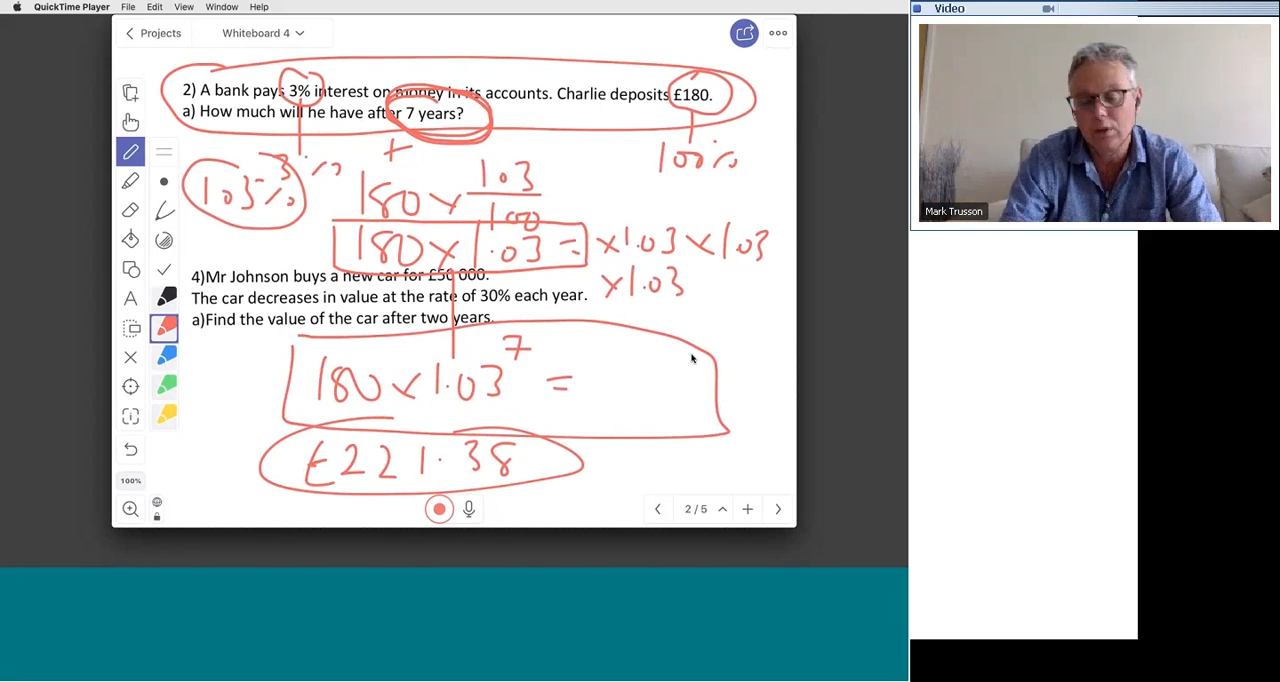 QuickTime Player File Edit View Window Help
Video
Projects
Whiteboard 4
2) A bank pays 3% interest on money in its accounts. Charlie deposits £180.
a) How much will he have after 7 years?
+
100%
3%
103%
180 × 103/100
180 × 1.03 = × 1.03 × 1.03
× 1.03
4)Mr Johnson buys a new car for £50 000.
The car decreases in value at the rate of 30% each year.
a)Find the value of the car after two years.
180 × 1.03⁷ =
£221.38
A
100%
2 / 5
Mark Trusson